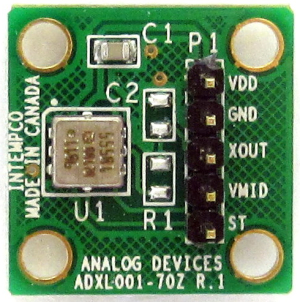 C1
P1
VDD
C2
GND
XOUT
VMID
ST
INTEMPCO
MADE IN CANADA
U1
R1
ANALOG DEVICES
ADXL001-70Z R.1